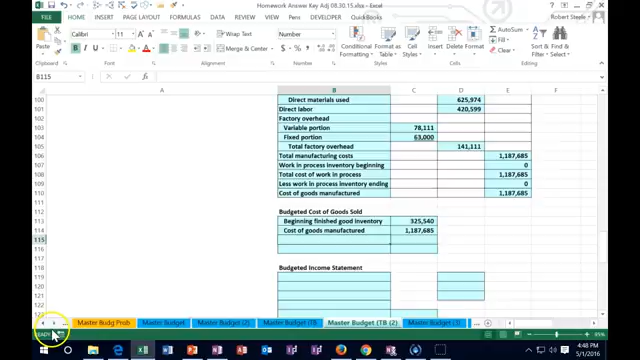 Homework Answer Key Adj 08.30.15.xlsx - Excel
FILE HOME INSERT PAGE LAYOUT FORMULAS DATA REVIEW VIEW DEVELOPER QuickBooks Robert Steele
Number
AutoSum
Paste Wrap Text Conditional Format as Cell Insert Delete Format Sort & Find &
Merge & Center Formatting Table Styles Clear Filter Select
Clipboard Font Alignment Number Styles Cells Editing
B115
A B C D E F
100 Direct materials used 625,974
101 Direct labor 420,599
102 Factory overhead
103 Variable portion 78,111
104 Fixed portion 63,000
105 Total factory overhead 141,111
106 Total manufacturing costs 1,187,685
107 Work in process inventory beginning 0
108 Total cost of work in process 1,187,685
109 Less work in process inventory ending 0
110 Cost of goods manufactured 1,187,685
111
112 Budgeted Cost of Goods Sold
113 Beginning finished good inventory 325,540
114 Cost of goods manufactured 1,187,685
115
116
117
118 Budgeted Income Statement
119
120
121
Master Budg Prob Master Budget Master Budget (2) Master Budget (TB Master Budget (TB (2) Master Budget (3)
READY 85%
4:48 PM
5/1/2016